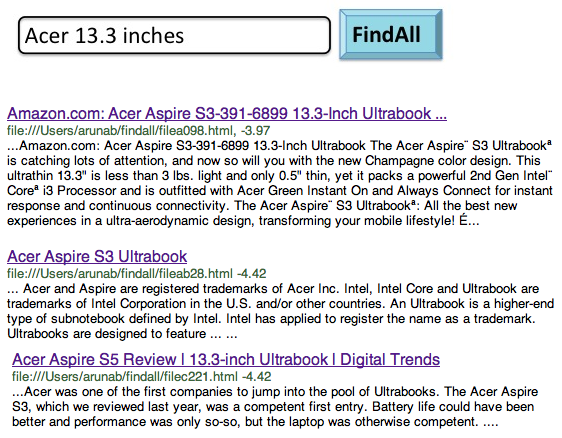 Acer 13.3 inches
FindAll
Amazon.com: Acer Aspire S3-391-6899 13.3-Inch Ultrabook ...
file:///Users/arunab/findall/filea098.html, -3.97
...Amazon.com: Acer Aspire S3-391-6899 13.3-Inch Ultrabook The Acer Aspire¨ S3 Ultrabookª
is catching lots of attention, and now so will you with the new Champagne color design. This
ultrathin 13.3" is less than 3 lbs. light and only 0.5" thin, yet it packs a powerful 2nd Gen Intel¨
Coreª i3 Processor and is outfitted with Acer Green Instant On and Always Connect for instant
response and continuous connectivity. The Acer Aspire¨ S3 Ultrabookª: All the best new
experiences in a ultra-aerodynamic design, transforming your mobile lifestyle! É...
Acer Aspire S3 Ultrabook
file:///Users/arunab/findall/fileab28.html -4.42
... Acer and Aspire are registered trademarks of Acer Inc. Intel, Intel Core and Ultrabook are
trademarks of Intel Corporation in the U.S. and/or other countries. An Ultrabook is a higher-end
type of subnotebook defined by Intel. Intel has applied to register the name as a trademark.
Ultrabooks are designed to feature ... ...
Acer Aspire S5 Review | 13.3-inch Ultrabook | Digital Trends
file:///Users/arunab/findall/filec221.html -4.42
...Acer was one of the first companies to jump into the pool of Ultrabooks. The Acer Aspire
S3, which we reviewed last year, was a competent first entry. Battery life could have been
better and performance was only so-so, but the laptop was otherwise competent. ....